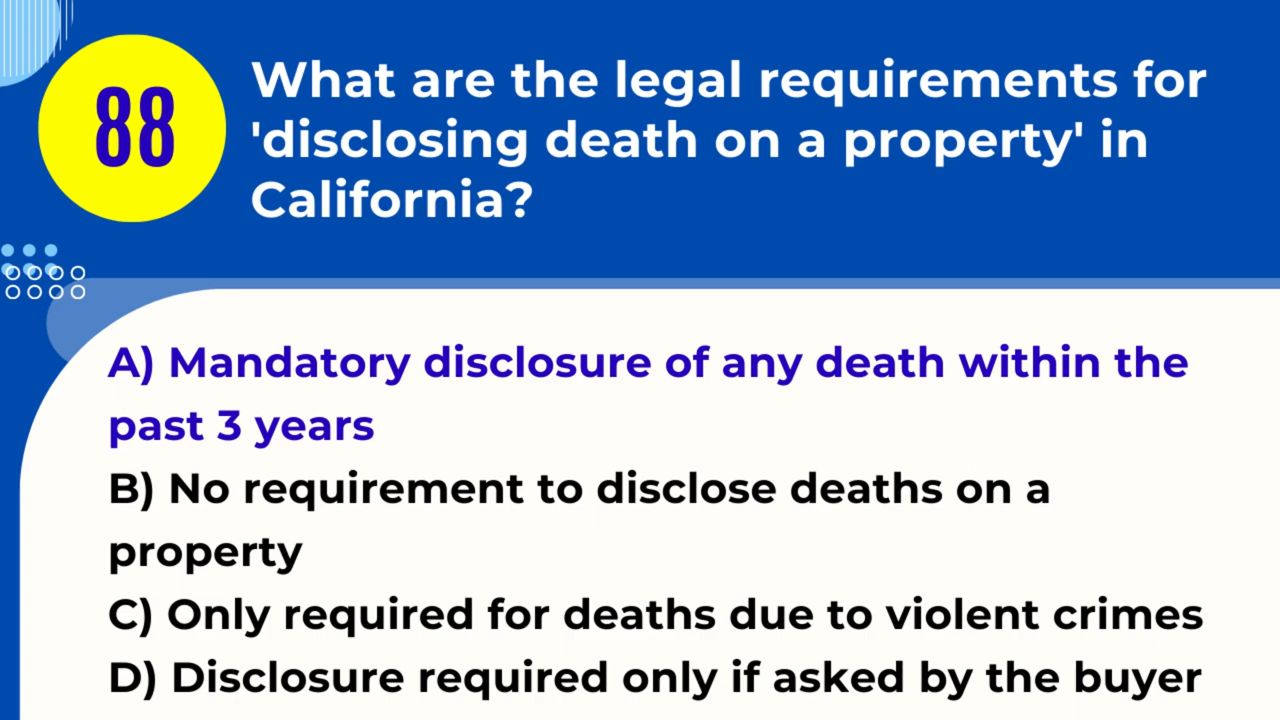 88
What are the legal requirements for
'disclosing death on a property' in
California?
A) Mandatory disclosure of any death within the
past 3 years
B) No requirement to disclose deaths on a
property
C) Only required for deaths due to violent crimes
D) Disclosure required only if asked by the buyer